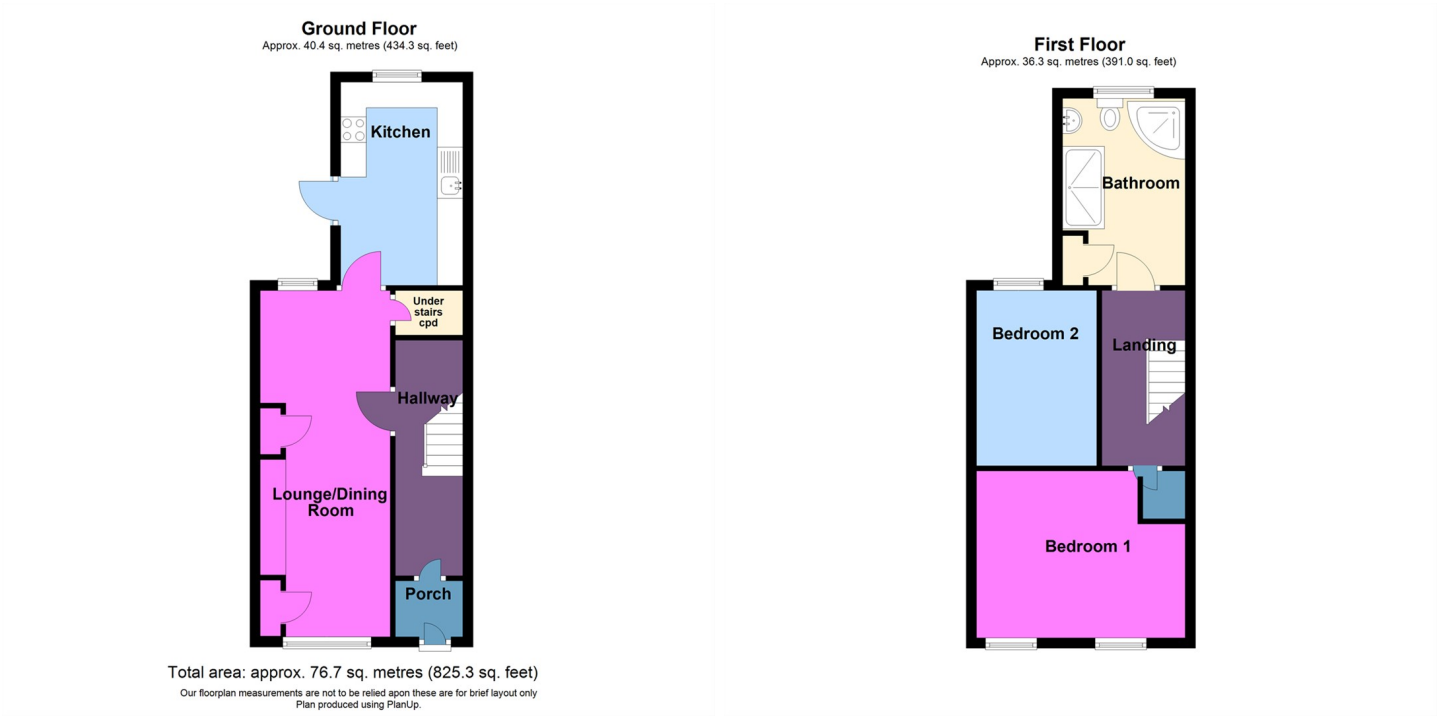 Ground Floor
Approx. 40.4 sq. metres (434.3 sq. feet)
Kitchen
Under
stairs
cpd
Hallway
Lounge/Dining
Room
Porch
Total area: approx. 76.7 sq. metres (825.3 sq. feet)
Our floorplan measurements are not to be relied apon these are for brief layout only
Plan produced using PlanUp.
First Floor
Approx. 36.3 sq. metres (391.0 sq. feet)
Bathroom
Bedroom 2
Landing
Bedroom 1